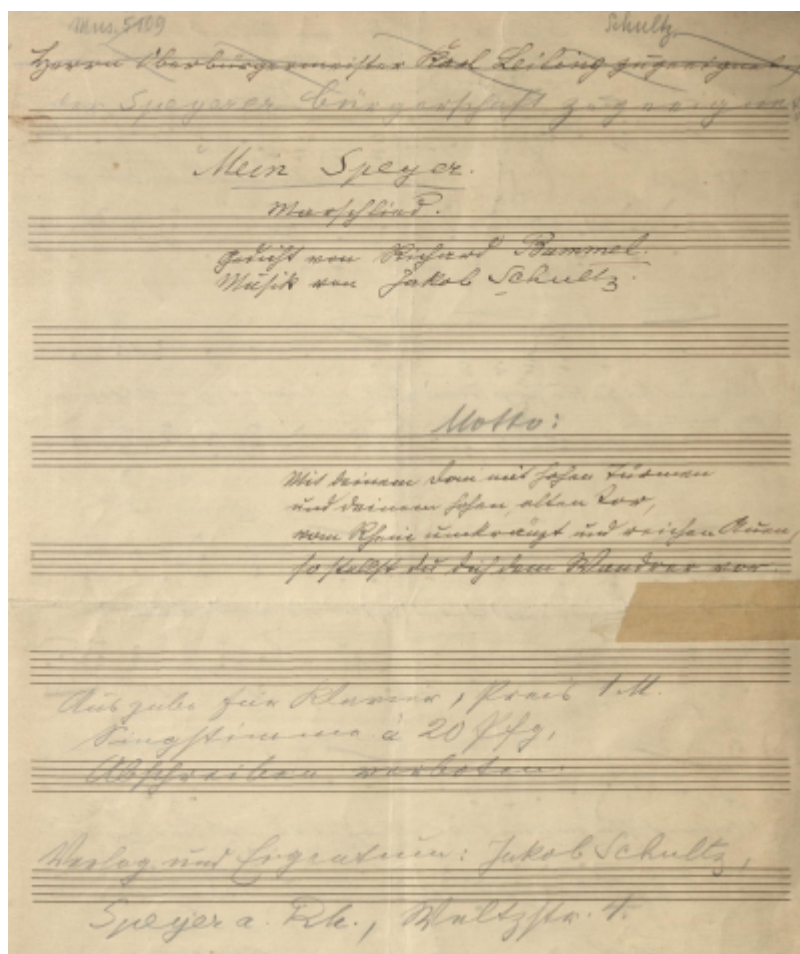 Mus. 5109 Schultz
Herrn Oberbürgermeister Karl Leiling zugeeignet.
der Speyerer Bürgerschaft zugeeignet
Mein Speyer.
Marschlied.
Gedicht von Richard Bummel.
Musik von Jakob Schultz.
Motto:
Mit deinem Dom mit hohen Türmen
und deinem hohen alten Tor,
vom Rhein umkränzt und reichen Auen,
so stellst du dich dem Wandrer vor.
Ausgabe für Klavier, Preis 1 M.
Singstimme à 20 Pfg.
Abschreiben verboten.
Verlag und Eigentum: Jakob Schultz,
Speyer a. Rh., Weltzstr. 4.